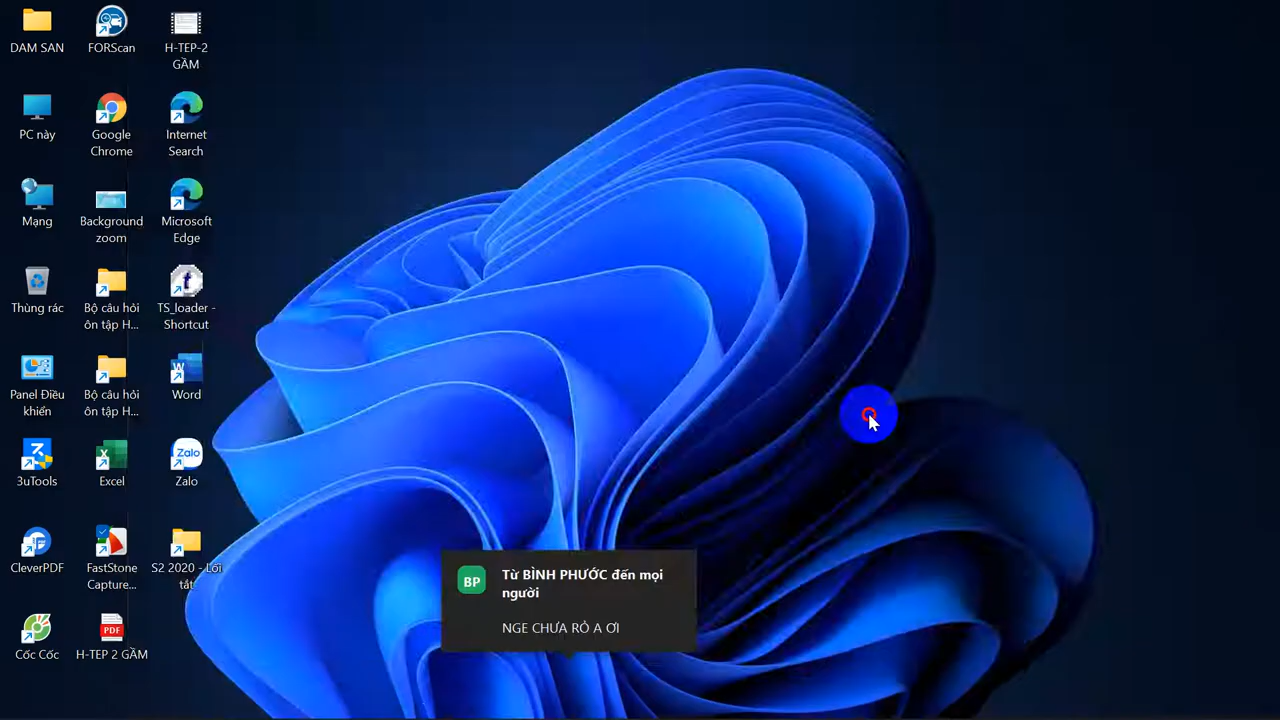 DAM SAN
FORScan
H-TEP-2
GẦM
PC này
Google
Chrome
Internet
Search
Mạng
Background
zoom
Microsoft
Edge
Thùng rác
Bộ câu hỏi
ôn tập H...
TS_loader -
Shortcut
Panel Điều
khiển
Bộ câu hỏi
ôn tập H...
Word
3uTools
Excel
Zalo
CleverPDF
FastStone
Capture...
S2 2020 - Lối
tắt
Cốc Cốc
PDF
H-TEP 2 GẦM
Zalo
BP
Từ BÌNH PHƯỚC đến mọi
người
NGE CHƯA RỎ A ƠI